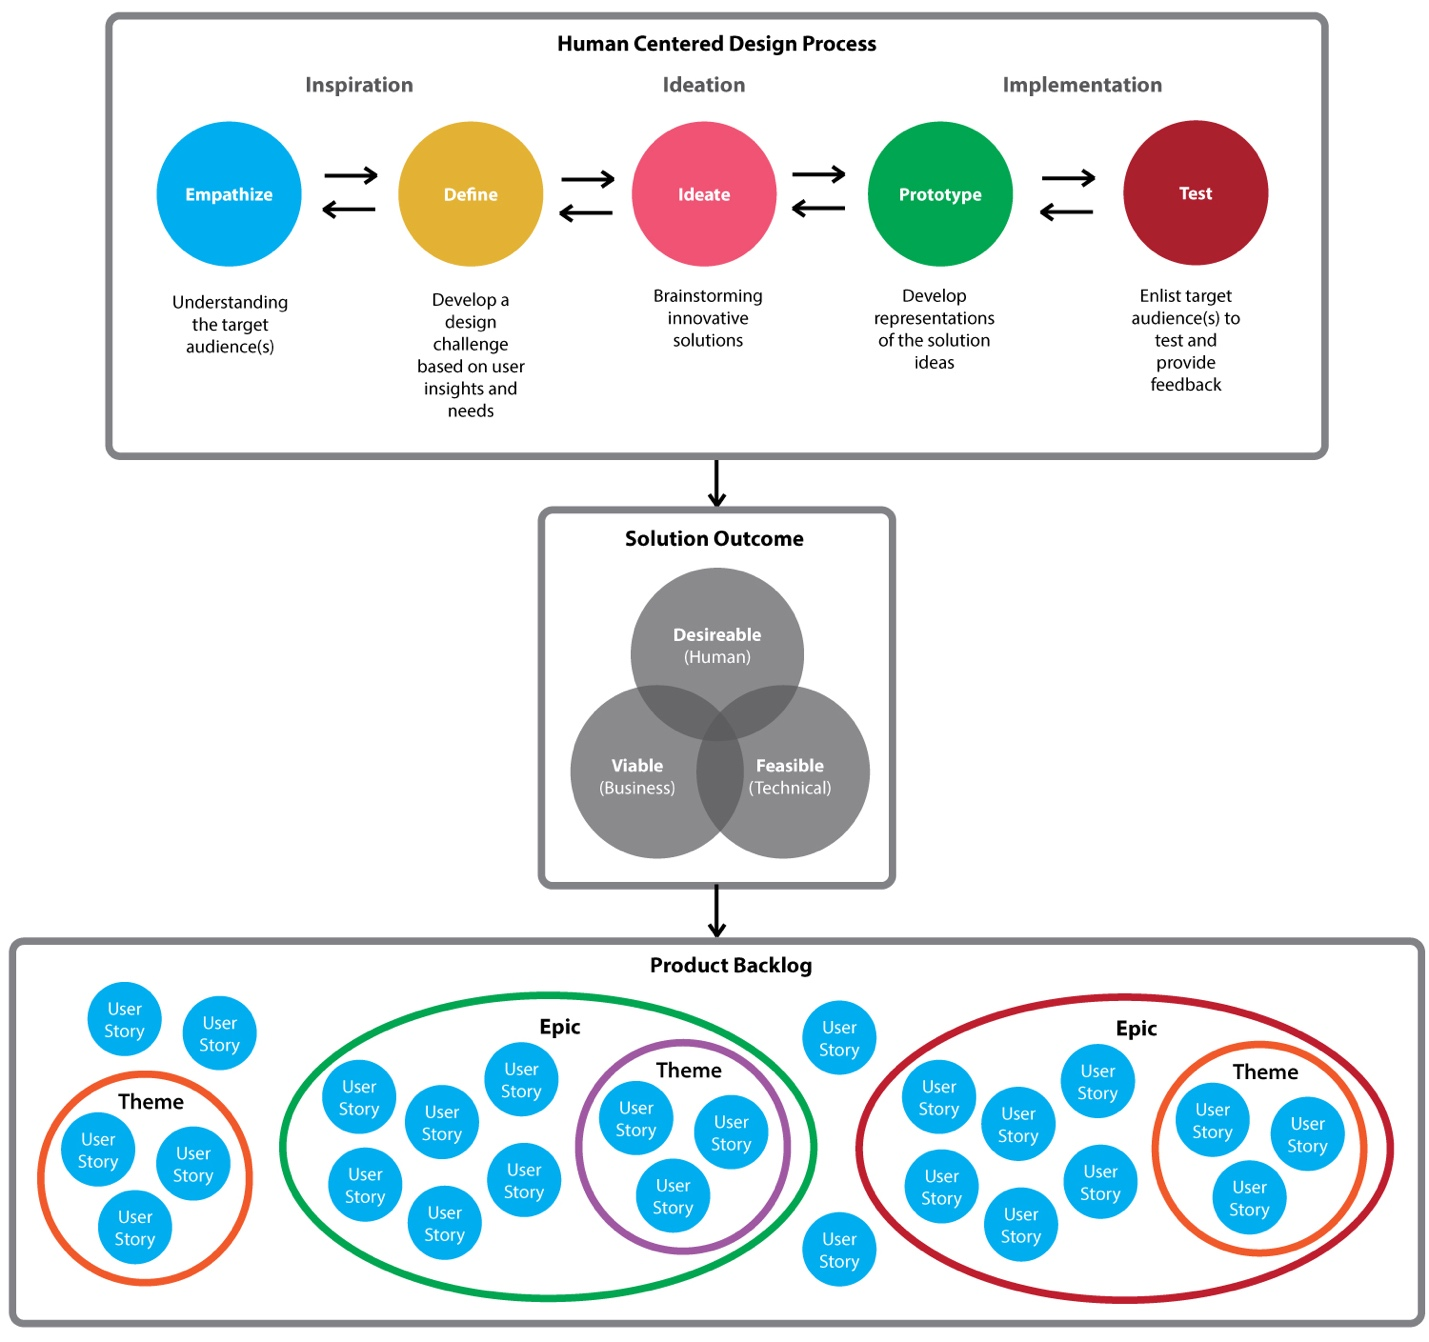 Human Centered Design Process
Inspiration
Ideation
Implementation
Empathize
Define
Ideate
Prototype
Test
Understanding
the target
audience(s)
Develop a
design
challenge
based on user
insights and
needs
Brainstorming
innovative
solutions
Develop
representations
of the solution
ideas
Enlist target
audience(s) to
test and
provide
feedback
Solution Outcome
Desireable
(Human)
Viable
(Business)
Feasible
(Technical)
Product Backlog
User
Story
User
Story
Theme
User
Story
User
Story
User
Story
Epic
User
Story
User
Story
User
Story
User
Story
User
Story
User
Story
Theme
User
Story
User
Story
User
Story
User
Story
User
Story
Epic
User
Story
User
Story
User
Story
User
Story
User
Story
User
Story
Theme
User
Story
User
Story
User
Story